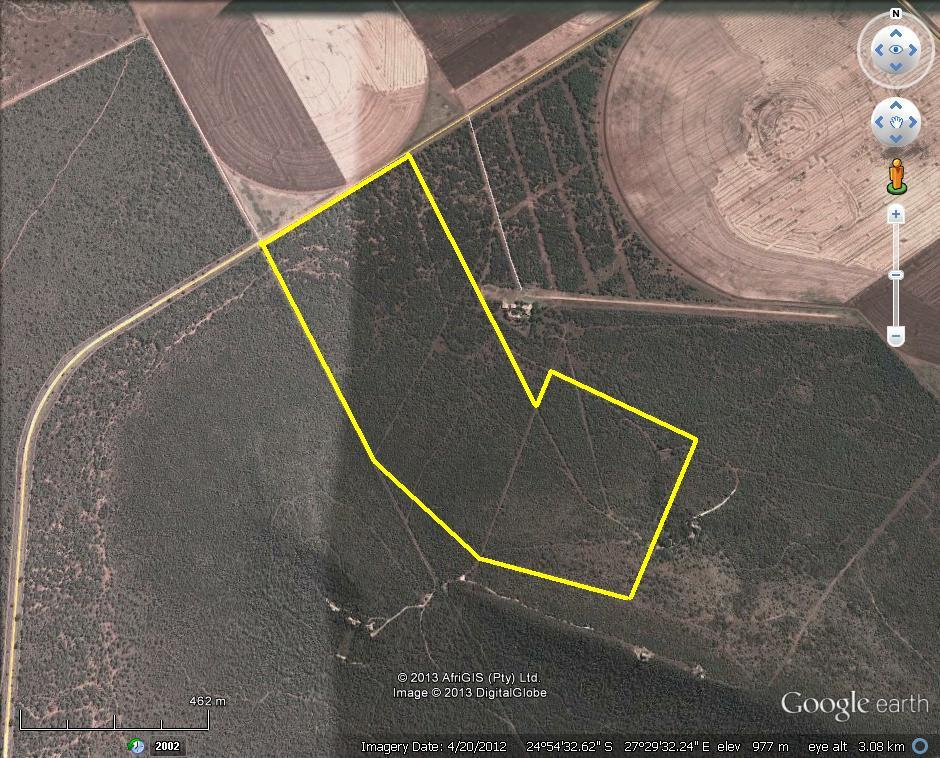 N
462 m
© 2013 AfriGIS (Pty) Ltd.
Image © 2013 DigitalGlobe
Google earth
2002
Imagery Date: 4/20/2012 24°54'32.62" S 27°29'32.24" E elev 977 m eye alt 3.08 km